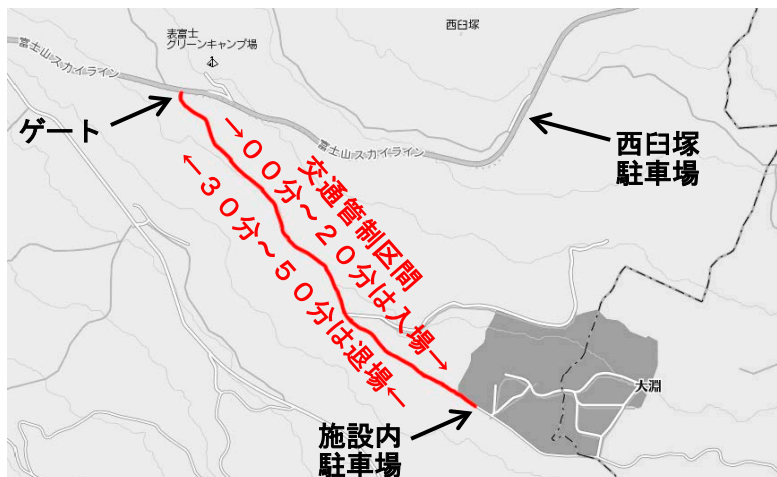 表富士
グリーンキャンプ場
西臼塚
富士山スカイライン
ゲート
富士山スカイライン
西臼塚
駐車場
交通管制区間
→００分～２０分は入場→
←３０分～５０分は退場←
大淵
施設内
駐車場